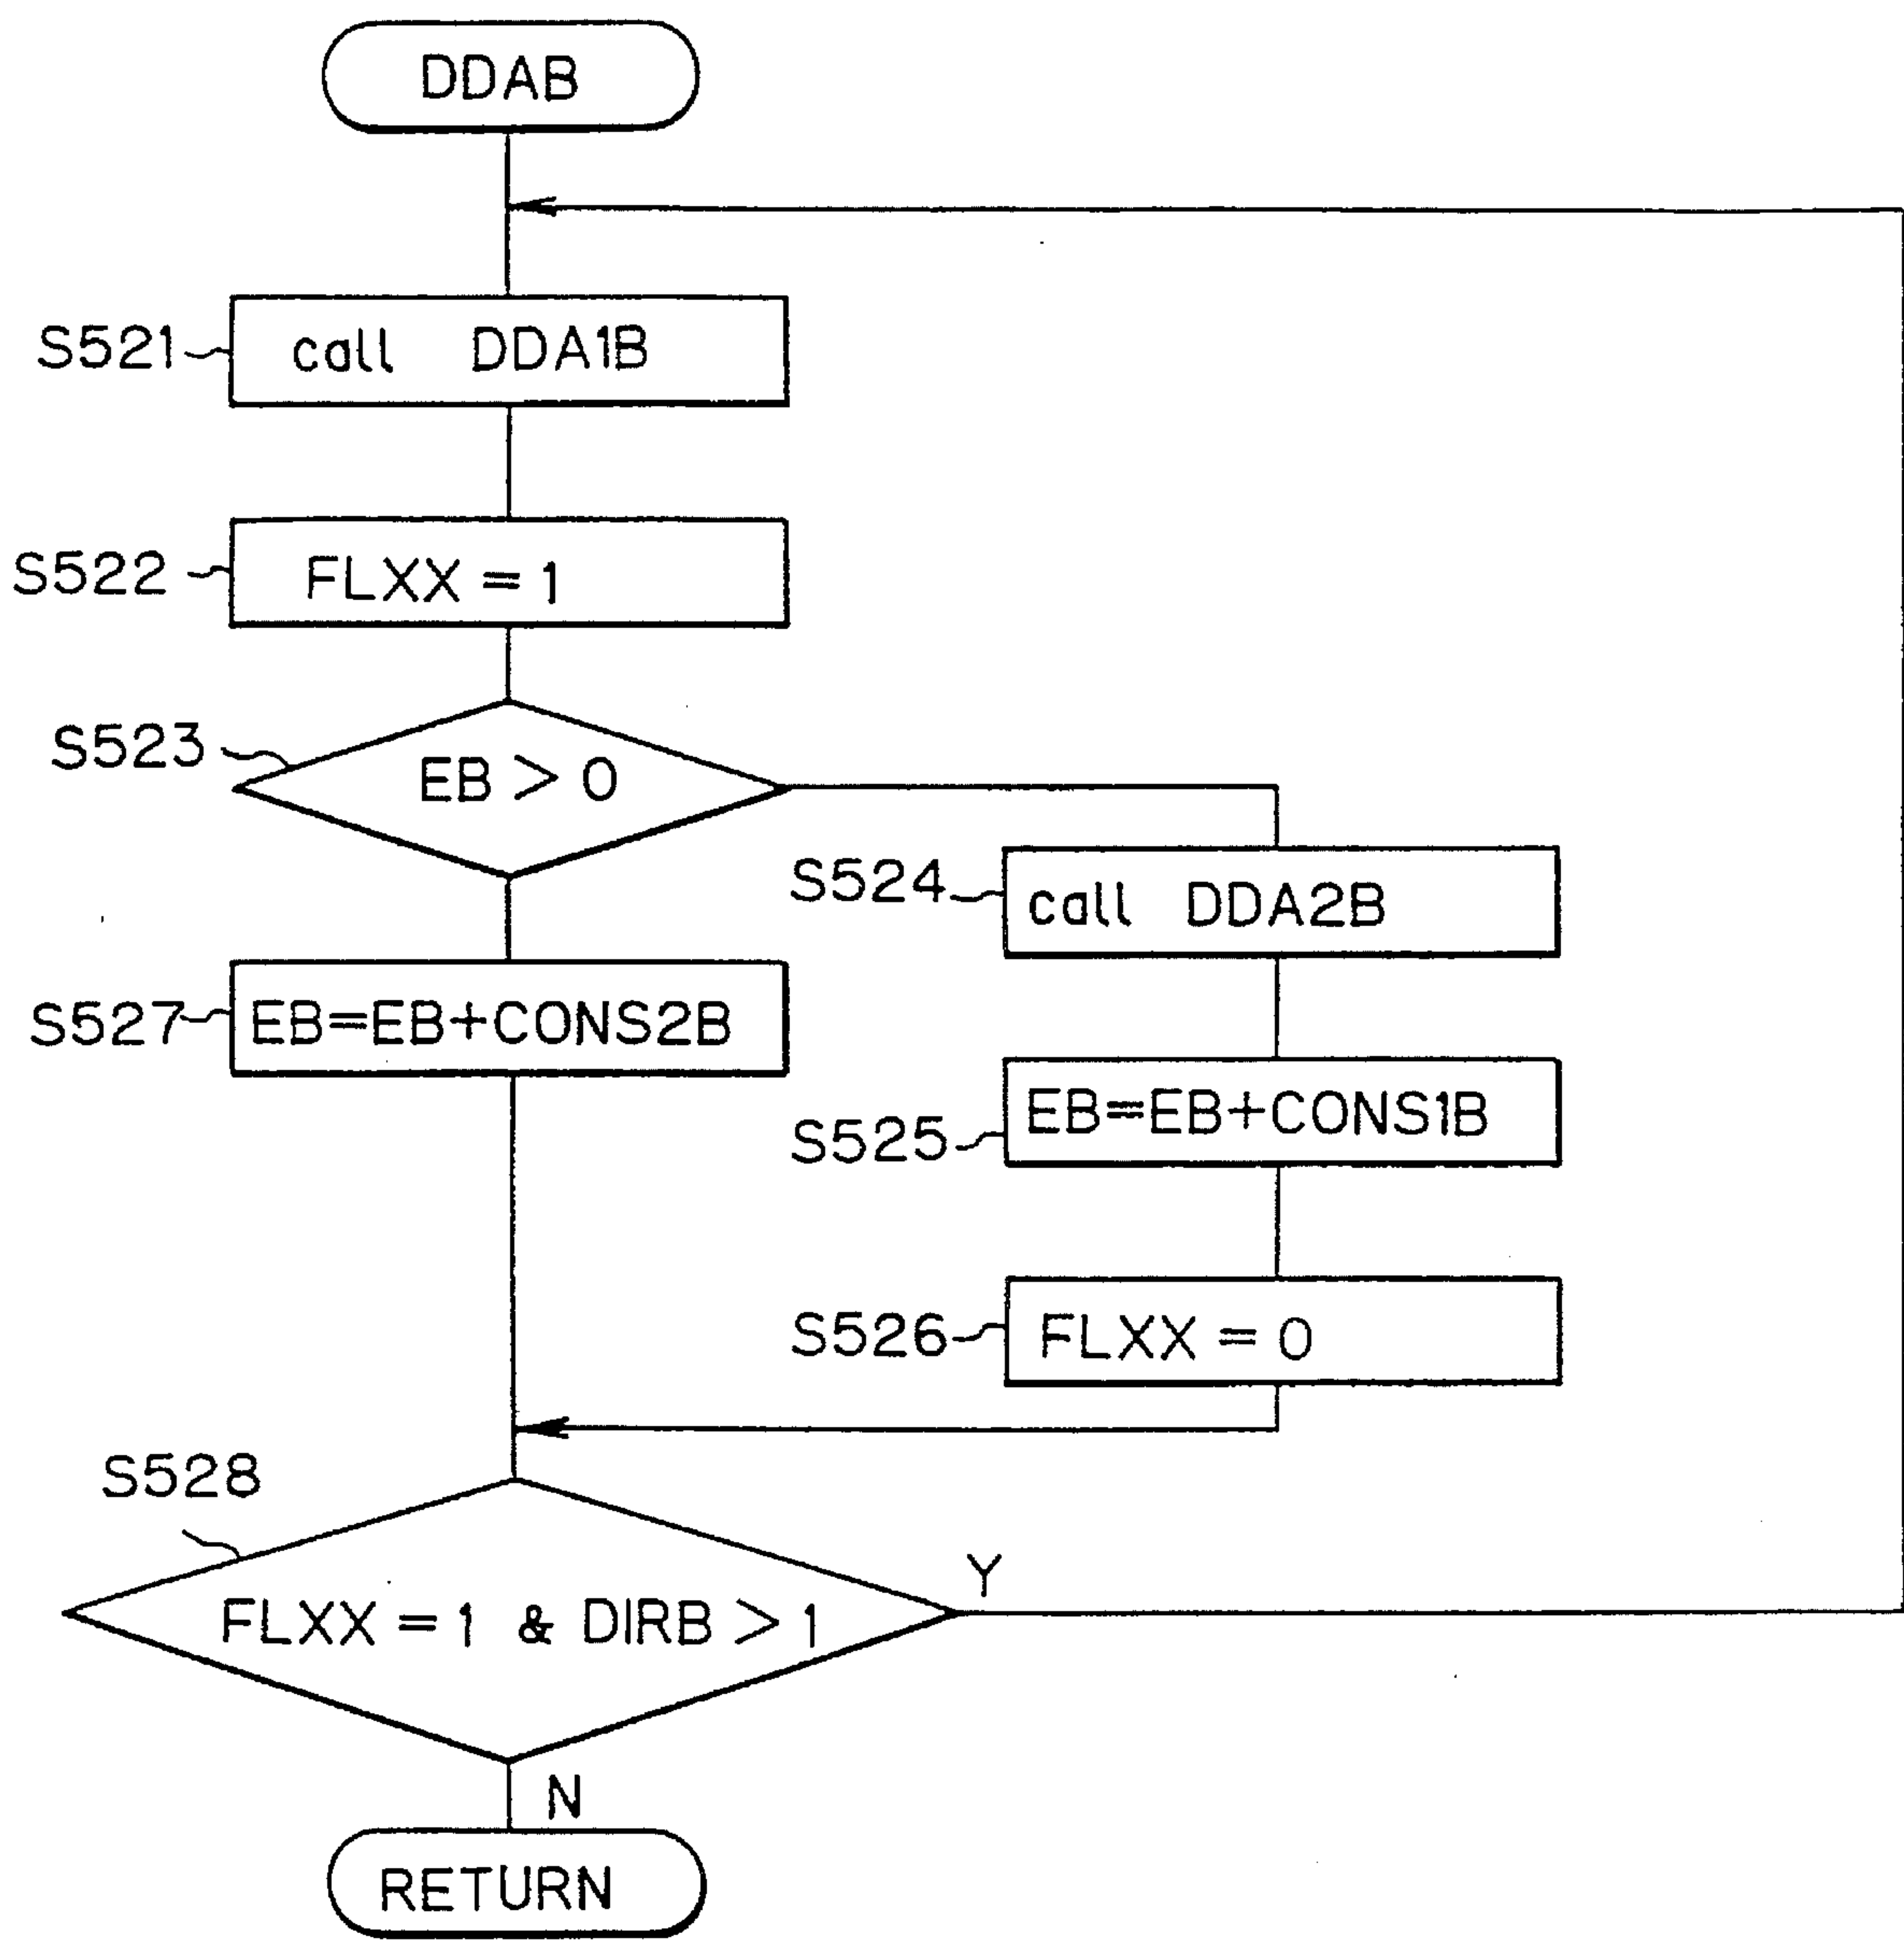 DDAB
S521
call DDA1B
S522
FLXX = 1
S523
EB > 0
S524
call DDA2B
S527
EB=EB+CONS2B
S525
EB=EB+CONS1B
S526
FLXX = 0
S528
FLXX = 1 & DIRB > 1
Y
N
RETURN